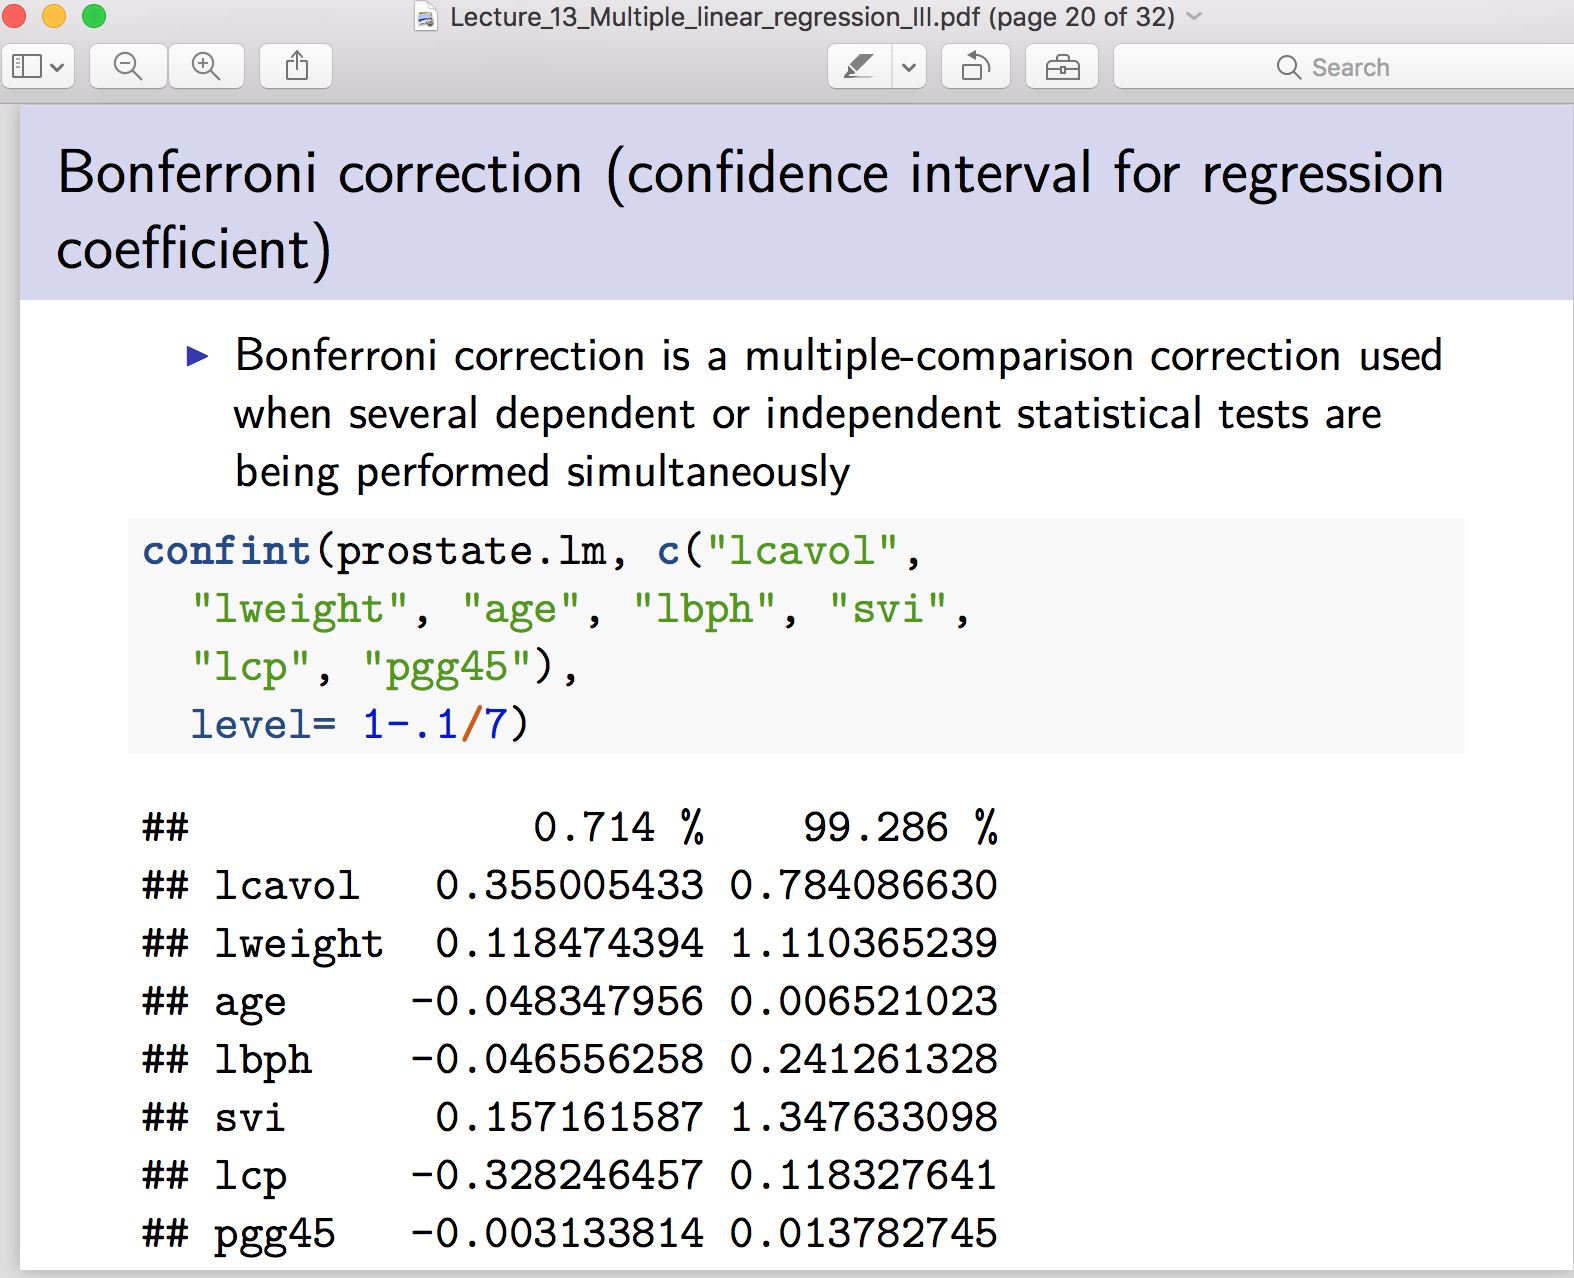 Lecture_13_Multiple_linear_regression_III.pdf (page 20 of 32)
Search
Bonferroni correction (confidence interval for regression
coefficient)
▶ Bonferroni correction is a multiple-comparison correction used
when several dependent or independent statistical tests are
being performed simultaneously
confint(prostate.lm, c("lcavol",
"lweight", "age", "lbph", "svi",
"lcp", "pgg45"),
level= 1-.1/7)
## 0.714 % 99.286 %
## lcavol 0.355005433 0.784086630
## lweight 0.118474394 1.110365239
## age -0.048347956 0.006521023
## lbph -0.046556258 0.241261328
## svi 0.157161587 1.347633098
## lcp -0.328246457 0.118327641
## pgg45 -0.003133814 0.013782745